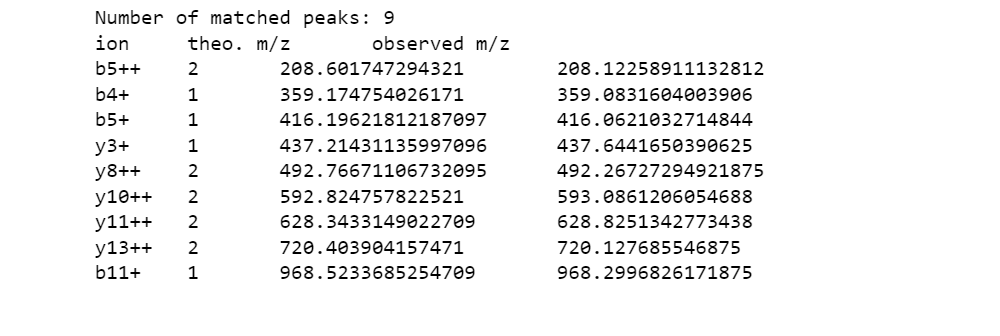 Number of matched peaks: 9
ion theo. m/z observed m/z
b5++ 2 208.601747294321 208.12258911132812
b4+ 1 359.174754026171 359.0831604003906
b5+ 1 416.19621812187097 416.0621032714844
y3+ 1 437.21431135997096 437.6441650390625
y8++ 2 492.76671106732095 492.26727294921875
y10++ 2 592.824757822521 593.0861206054688
y11++ 2 628.3433149022709 628.8251342773438
y13++ 2 720.403904157471 720.127685546875
b11+ 1 968.5233685254709 968.2996826171875